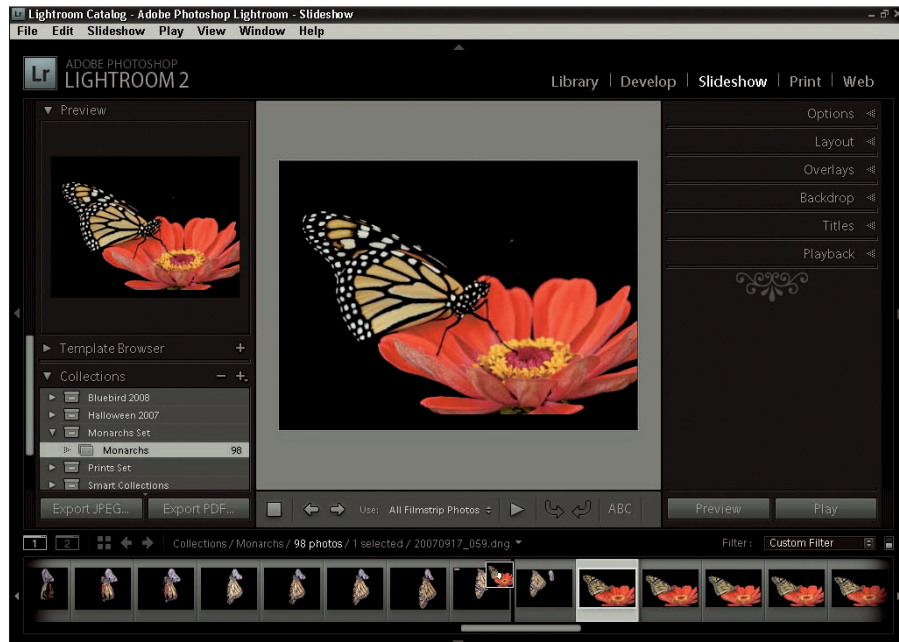 Lightroom Catalog - Adobe Photoshop Lightroom - Slideshow
File Edit Slideshow Play View Window Help
Lr
ADOBE PHOTOSHOP
LIGHTROOM 2
Library | Develop | Slideshow | Print | Web
Preview
Options
Layout
Overlays
Backdrop
Titles
Playback
Template Browser +
Collections − +
Bluebird 2008
Halloween 2007
Monarchs Set
Monarchs 98
Prints Set
Smart Collections
Export JPEG... Export PDF...
Use: All Filmstrip Photos
ABC
Preview Play
1 2
Collections / Monarchs / 98 photos / 1 selected / 20070917_059.dng
Filter: Custom Filter